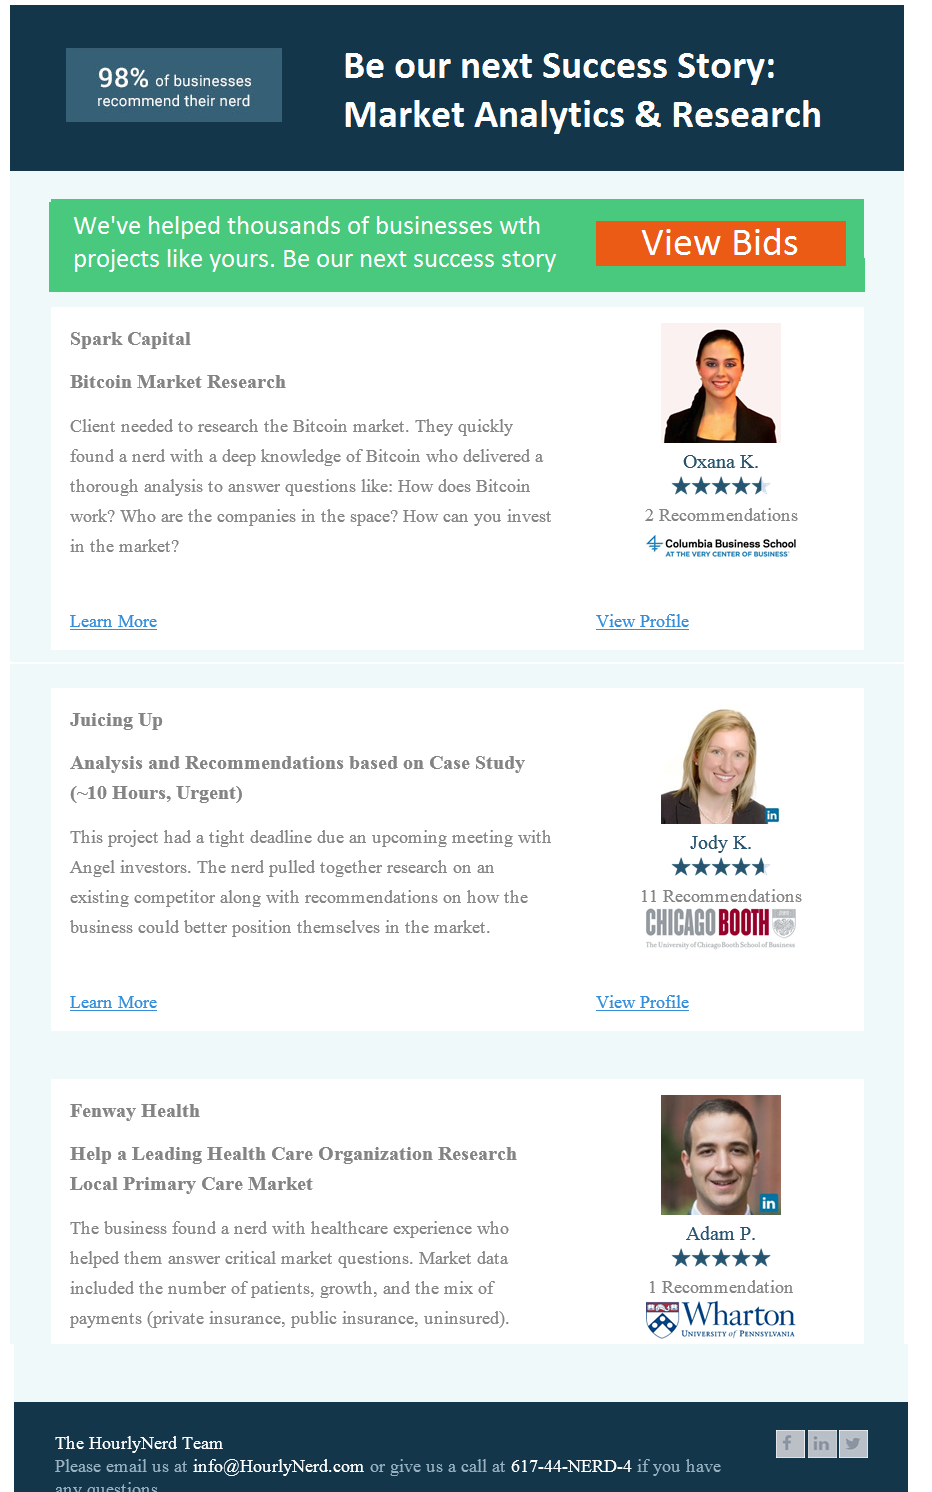 98% of businesses
recommend their nerd
Be our next Success Story:
Market Analytics & Research
We've helped thousands of businesses wth
projects like yours. Be our next success story
View Bids
Spark Capital
Bitcoin Market Research
Client needed to research the Bitcoin market. They quickly
found a nerd with a deep knowledge of Bitcoin who delivered a
thorough analysis to answer questions like: How does Bitcoin
work? Who are the companies in the space? How can you invest
in the market?
Learn More
Oxana K.
2 Recommendations
Columbia Business School
AT THE VERY CENTER OF BUSINESS
View Profile
Juicing Up
Analysis and Recommendations based on Case Study
(~10 Hours, Urgent)
This project had a tight deadline due an upcoming meeting with
Angel investors. The nerd pulled together research on an
existing competitor along with recommendations on how the
business could better position themselves in the market.
Learn More
in
Jody K.
11 Recommendations
CHICAGO BOOTH
The University of Chicago Booth School of Business
View Profile
Fenway Health
Help a Leading Health Care Organization Research
Local Primary Care Market
The business found a nerd with healthcare experience who
helped them answer critical market questions. Market data
included the number of patients, growth, and the mix of
payments (private insurance, public insurance, uninsured).
in
Adam P.
1 Recommendation
Wharton
UNIVERSITY of PENNSYLVANIA
The HourlyNerd Team
Please email us at info@HourlyNerd.com or give us a call at 617-44-NERD-4 if you have
any questions
f in